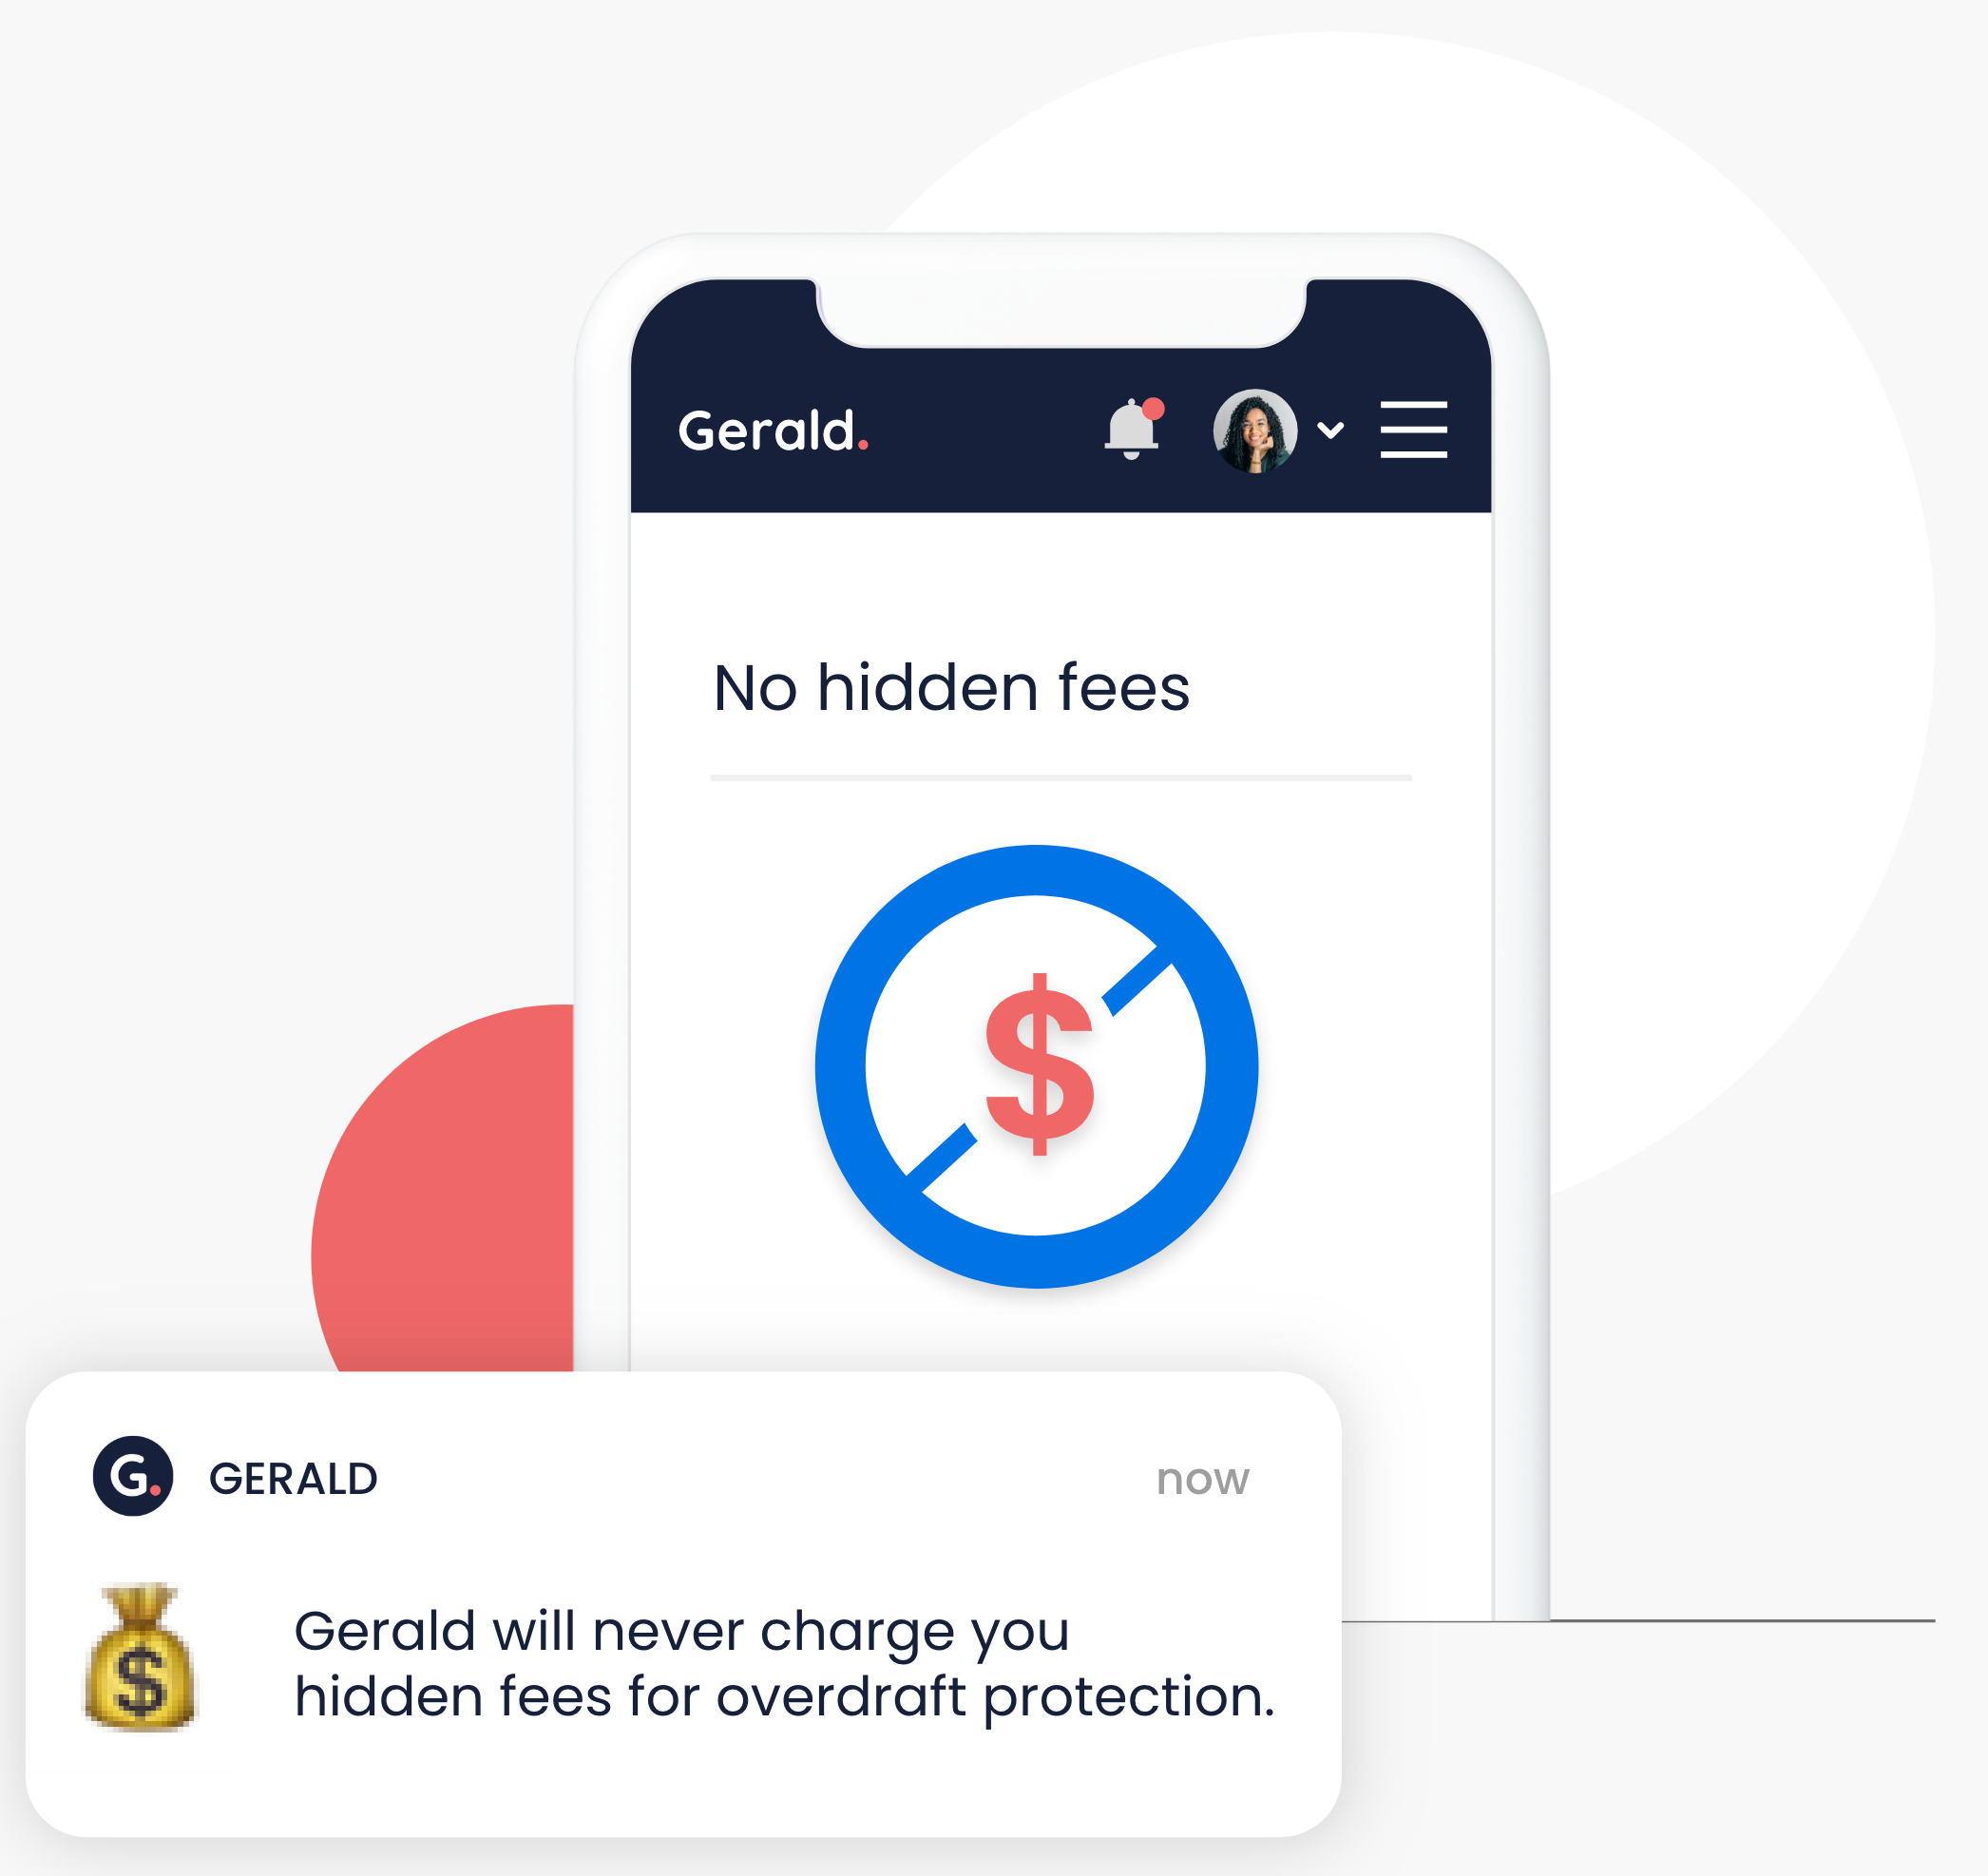 Gerald.
No hidden fees
$
G.
GERALD
now
$
Gerald will never charge you
hidden fees for overdraft protection.